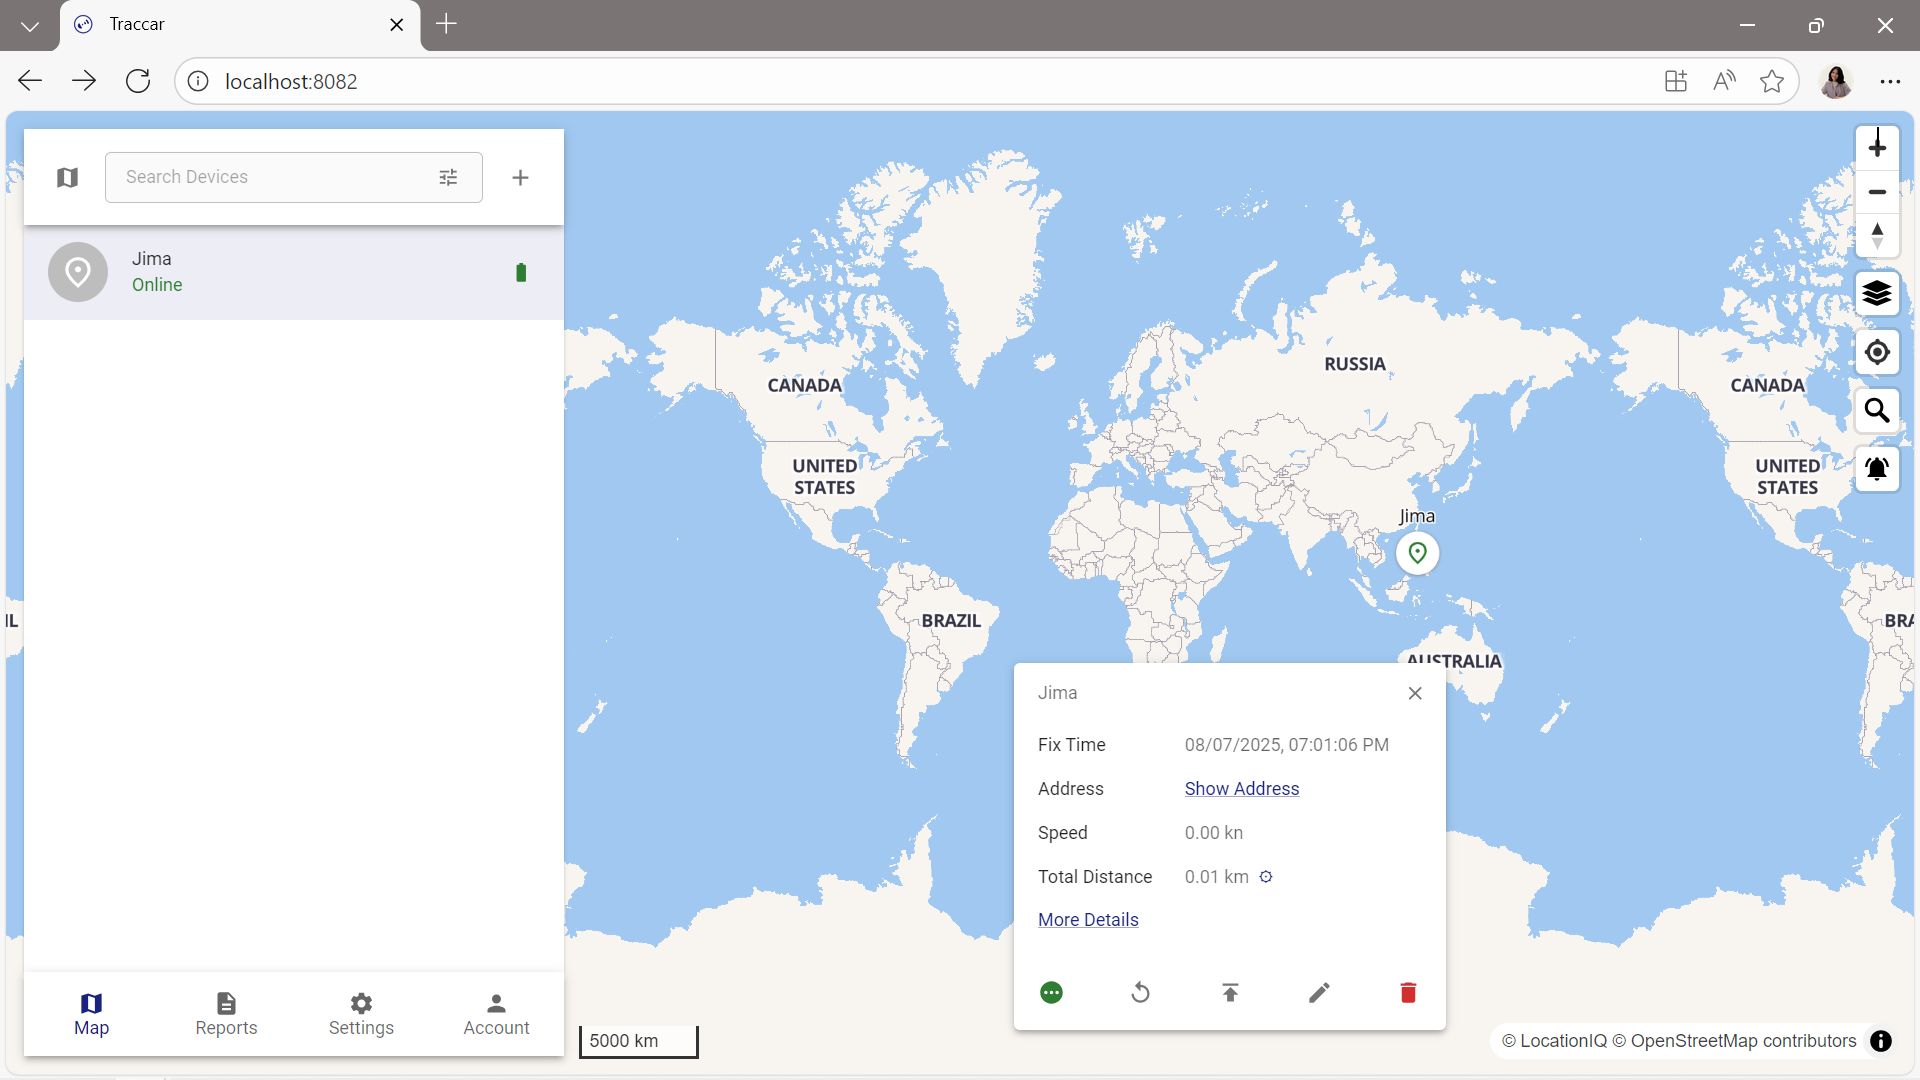 Traccar
localhost:8082
Search Devices
Jima
Online
CANADA
RUSSIA
CANADA
UNITED
STATES
UNITED
STATES
Jima
IL
BRAZIL
BRA
AUSTRALIA
Jima
Fix Time 08/07/2025, 07:01:06 PM
Address Show Address
Speed 0.00 kn
Total Distance 0.01 km
More Details
Map Reports Settings Account
5000 km
© LocationIQ © OpenStreetMap contributors